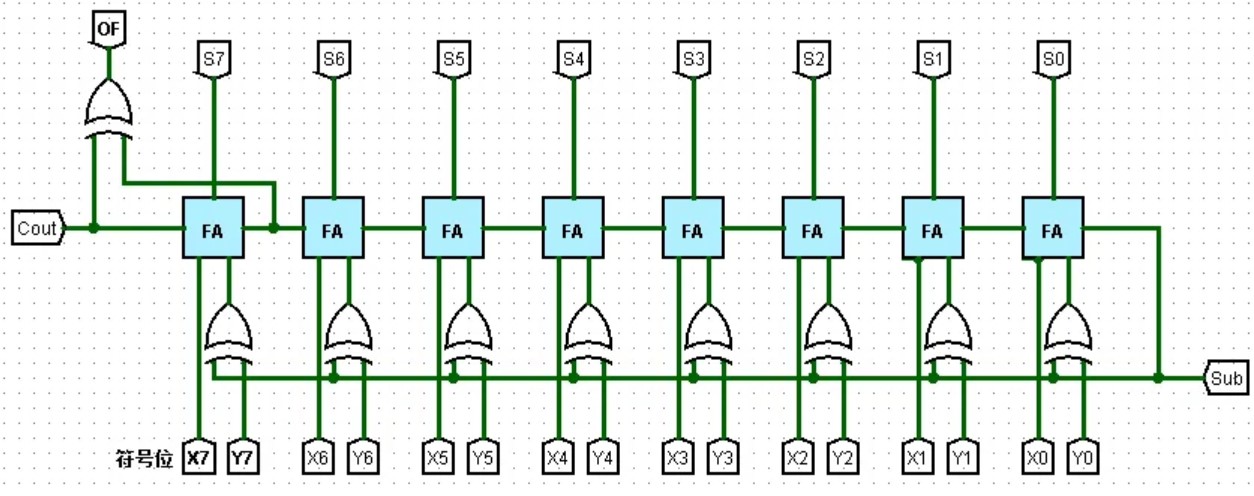 OF
S7 S6 S5 S4 S3 S2 S1 S0
Cout FA FA FA FA FA FA FA FA
Sub
符号位 X7 Y7 X6 Y6 X5 Y5 X4 Y4 X3 Y3 X2 Y2 X1 Y1 X0 Y0